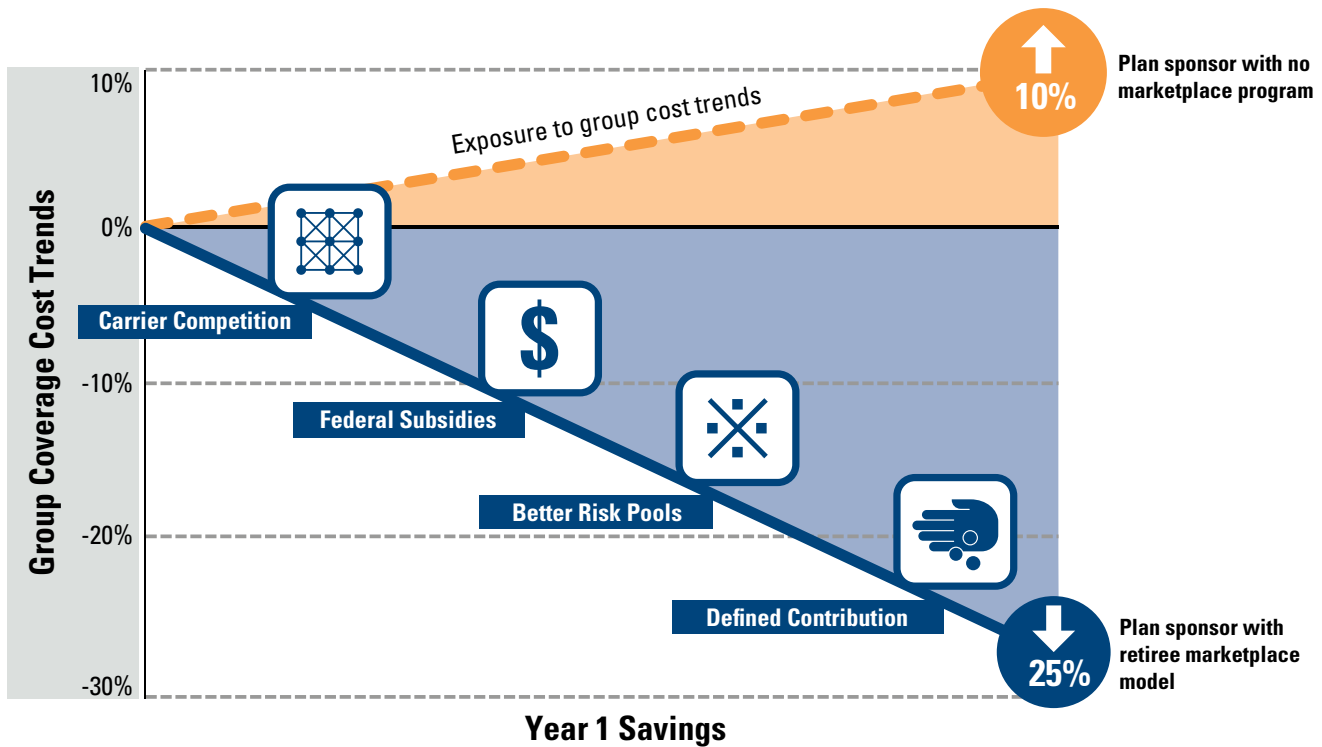 Group Coverage Cost Trends
10%
0%
-10%
-20%
-30%
Exposure to group cost trends
10%
Plan sponsor with no
marketplace program
Carrier Competition
$
Federal Subsidies
Better Risk Pools
Defined Contribution
25%
Plan sponsor with
retiree marketplace
model
Year 1 Savings